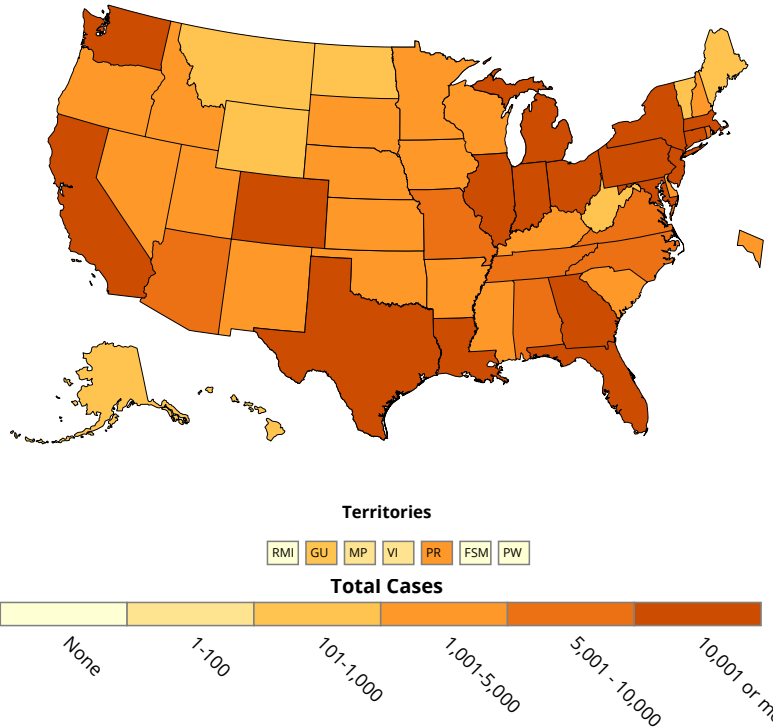 Territories
RMI GU MP VI PR FSM PW
Total Cases
None
1-100
101-1,000
1,001-5,000
5,001 - 10,000
10,001 or